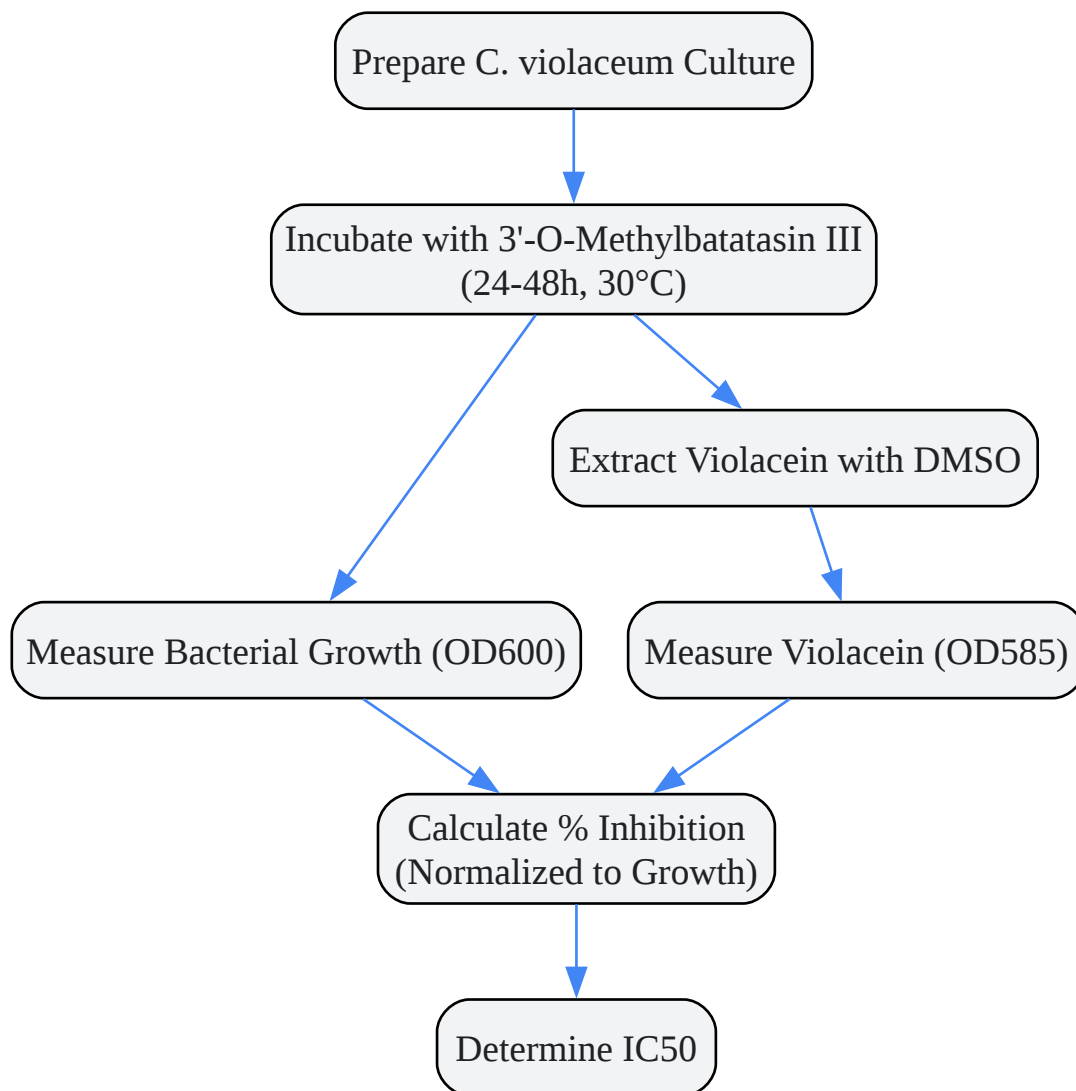 Prepare C. violaceum Culture
Incubate with 3'-O-Methylbatatasin III
(24-48h, 30°C)
Extract Violacein with DMSO
Measure Bacterial Growth (OD600)
Measure Violacein (OD585)
Calculate % Inhibition
(Normalized to Growth)
Determine IC50